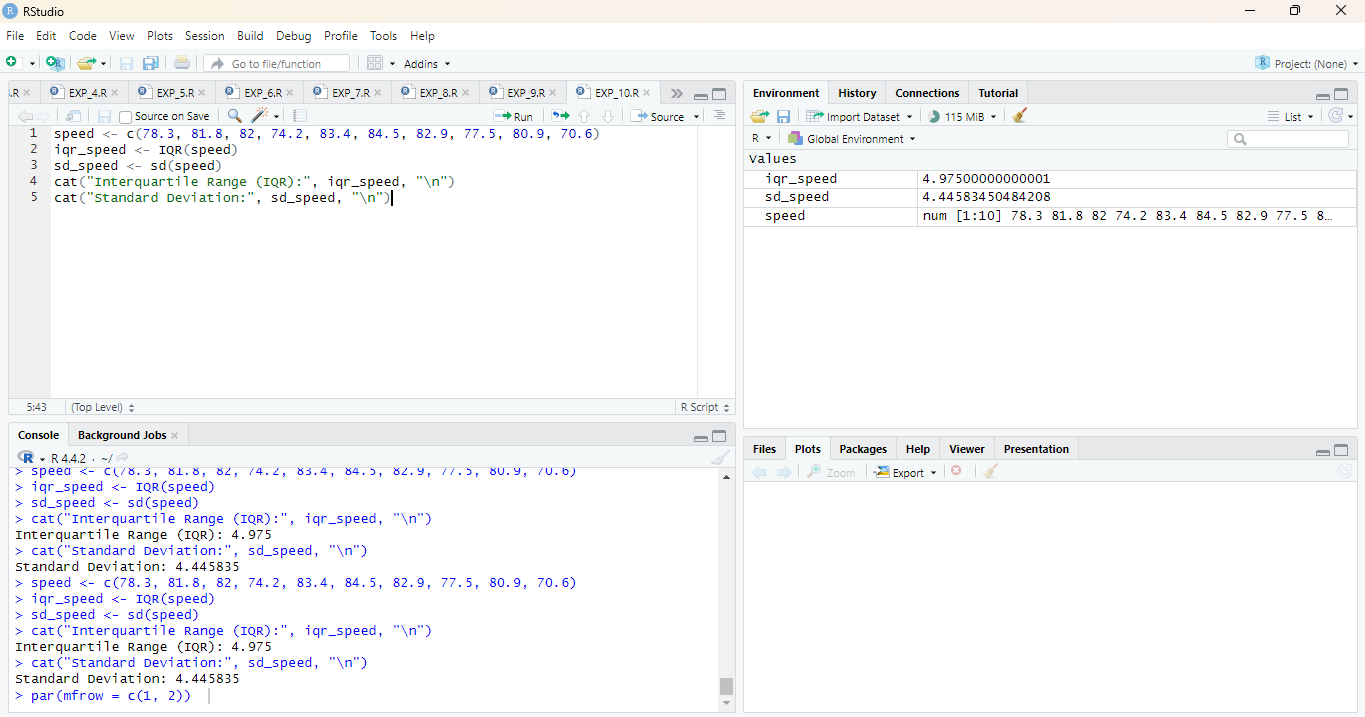 RStudio
File Edit Code View Plots Session Build Debug Profile Tools Help
Go to file/function Addins Project: (None)
.R EXP_4.R EXP_5.R EXP_6.R EXP_7.R EXP_8.R EXP_9.R EXP_10.R
Source on Save Run Source
1 speed <- c(78.3, 81.8, 82, 74.2, 83.4, 84.5, 82.9, 77.5, 80.9, 70.6)
2 iqr_speed <- IQR(speed)
3 sd_speed <- sd(speed)
4 cat("Interquartile Range (IQR):", iqr_speed, "\n")
5 cat("Standard Deviation:", sd_speed, "\n")
5:43 (Top Level) R Script
Console Background Jobs
R R 4.4.2 · ~/
> speed <- c(78.3, 81.8, 82, 74.2, 83.4, 84.5, 82.9, 77.5, 80.9, 70.6)
> iqr_speed <- IQR(speed)
> sd_speed <- sd(speed)
> cat("Interquartile Range (IQR):", iqr_speed, "\n")
Interquartile Range (IQR): 4.975
> cat("Standard Deviation:", sd_speed, "\n")
Standard Deviation: 4.445835
> speed <- c(78.3, 81.8, 82, 74.2, 83.4, 84.5, 82.9, 77.5, 80.9, 70.6)
> iqr_speed <- IQR(speed)
> sd_speed <- sd(speed)
> cat("Interquartile Range (IQR):", iqr_speed, "\n")
Interquartile Range (IQR): 4.975
> cat("Standard Deviation:", sd_speed, "\n")
Standard Deviation: 4.445835
> par(mfrow = c(1, 2))
Environment History Connections Tutorial
Import Dataset 115 MiB List
R Global Environment
Values
iqr_speed 4.97500000000001
sd_speed 4.44583450484208
speed num [1:10] 78.3 81.8 82 74.2 83.4 84.5 82.9 77.5 8…
Files Plots Packages Help Viewer Presentation
Zoom Export